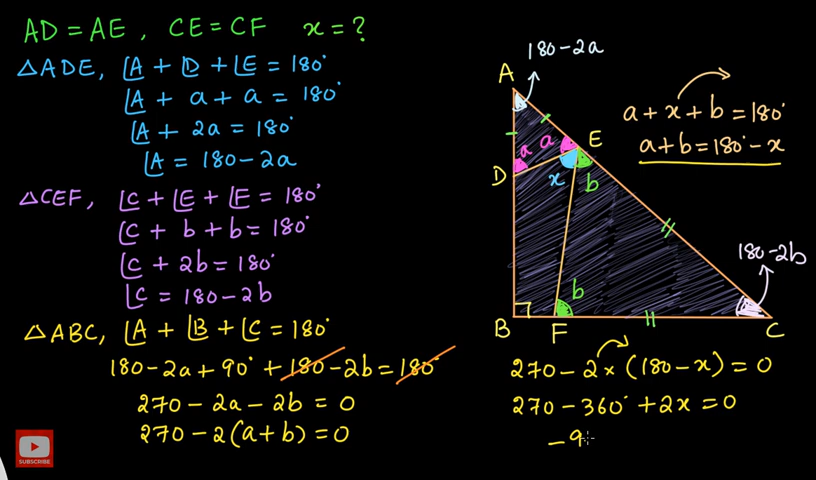 AD = AE , CE = CF x = ?
△ADE, ∠A + ∠D + ∠E = 180°
∠A + a + a = 180°
∠A + 2a = 180°
∠A = 180 - 2a
△CEF, ∠C + ∠E + ∠F = 180°
∠C + b + b = 180°
∠C + 2b = 180°
∠C = 180 - 2b
△ABC, ∠A + ∠B + ∠C = 180°
180 - 2a + 90° + 180 - 2b = 180°
270 - 2a - 2b = 0
270 - 2(a + b) = 0
SUBSCRIBE
180 - 2a
A
a + x + b = 180°
a + b = 180° - x
E
a
a
D
x
b
180 - 2b
b
B
F
C
270 - 2 × (180 - x) = 0
270 - 360° + 2x = 0
- 9